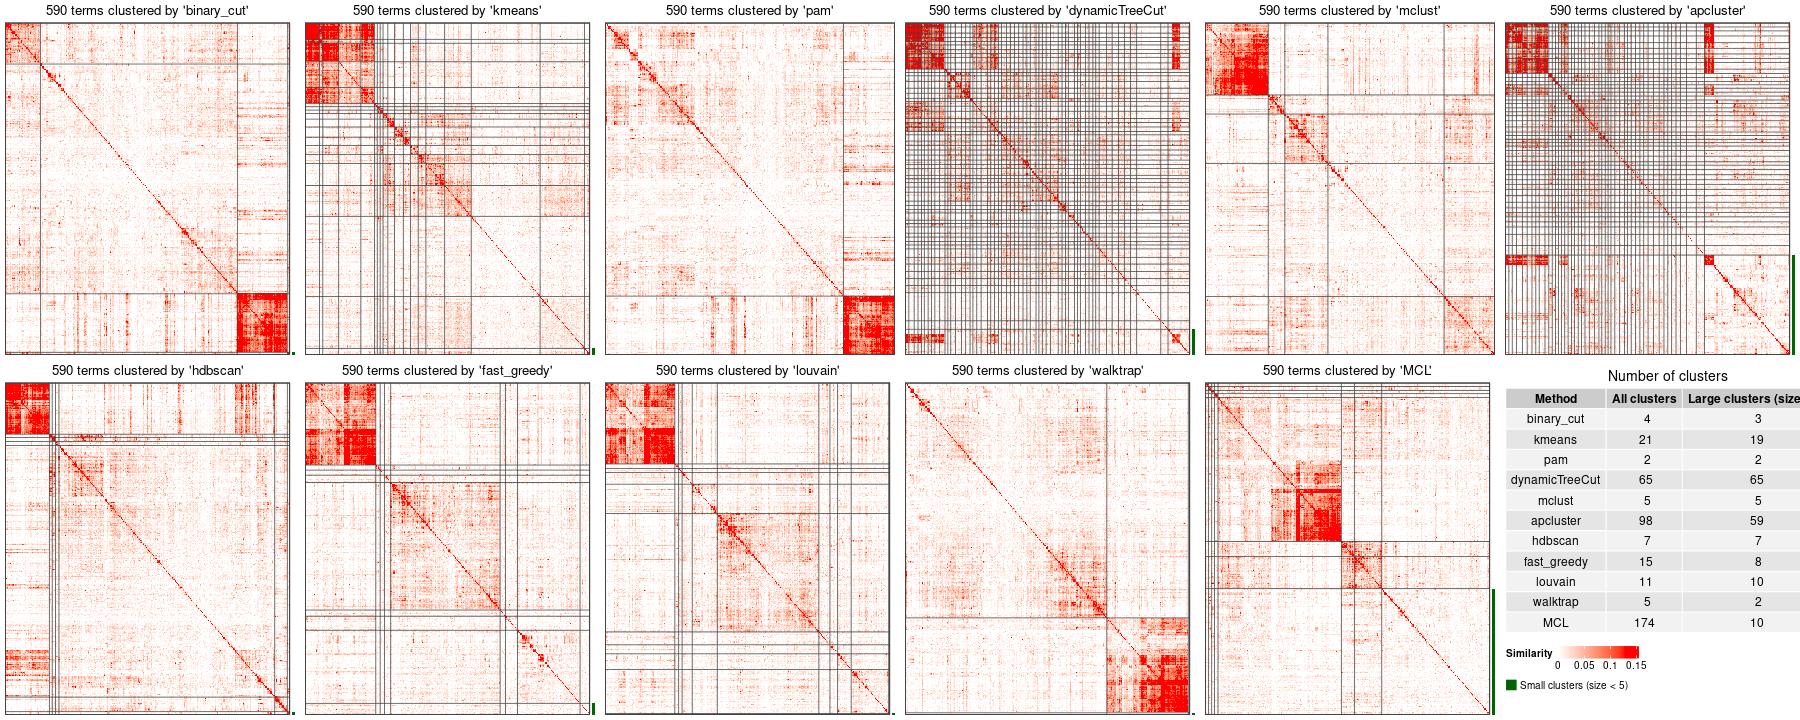 590 terms clustered by 'binary_cut'
590 terms clustered by 'kmeans'
590 terms clustered by 'pam'
590 terms clustered by 'dynamicTreeCut'
590 terms clustered by 'mclust'
590 terms clustered by 'apcluster'
590 terms clustered by 'hdbscan'
590 terms clustered by 'fast_greedy'
590 terms clustered by 'louvain'
590 terms clustered by 'walktrap'
590 terms clustered by 'MCL'
Number of clusters
Method All clusters Large clusters (size
binary_cut 4 3
kmeans 21 19
pam 2 2
dynamicTreeCut 65 65
mclust 5 5
apcluster 98 59
hdbscan 7 7
fast_greedy 15 8
louvain 11 10
walktrap 5 2
MCL 174 10
Similarity
0 0.05 0.1 0.15
Small clusters (size < 5)